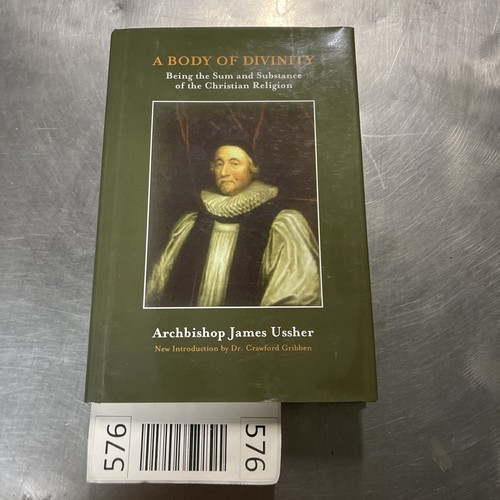 A BODY OF DIVINITY
Being the Sum and Substance
of the Christian Religion
Archbishop James Ussher
New Introduction by Dr. Crawford Gribben
576
576